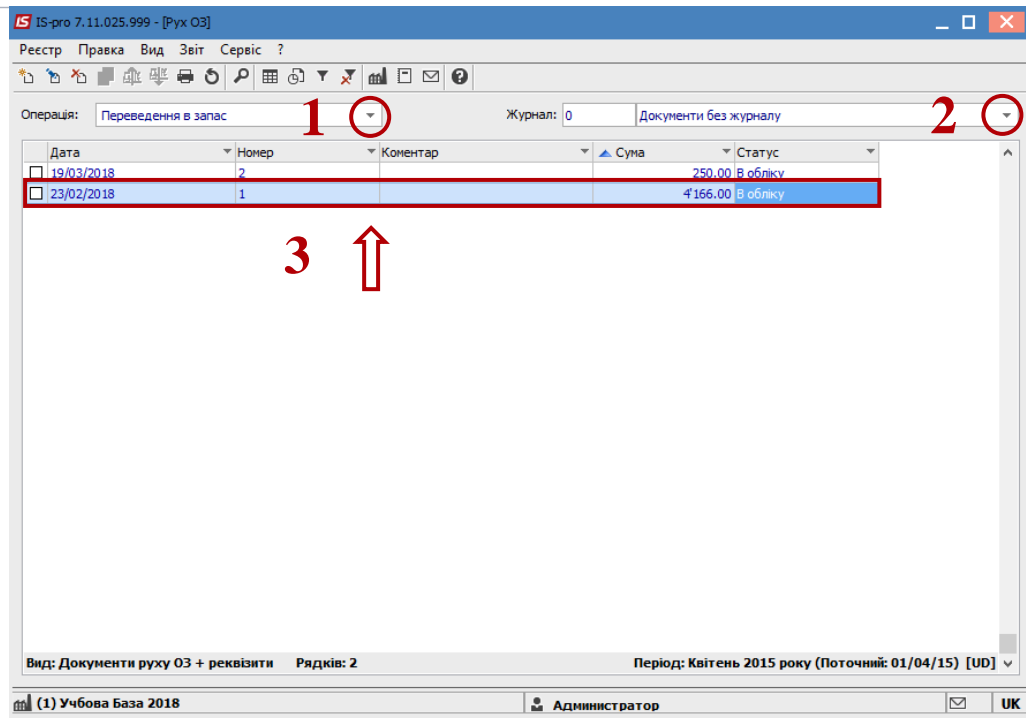 IS IS-pro 7.11.025.999 - [Рух ОЗ]
Реєстр Правка Вид Звіт Сервіс ?
Операція: Переведення в запас 1 Журнал: 0 Документи без журналу 2
Дата Номер Коментар Сума Статус
19/03/2018 2 250.00 В обліку
23/02/2018 1 4'166.00 В обліку
3
Вид: Документи руху ОЗ + реквізити Рядків: 2 Період: Квітень 2015 року (Поточний: 01/04/15) [UD]
(1) Учбова База 2018 Администратор UK